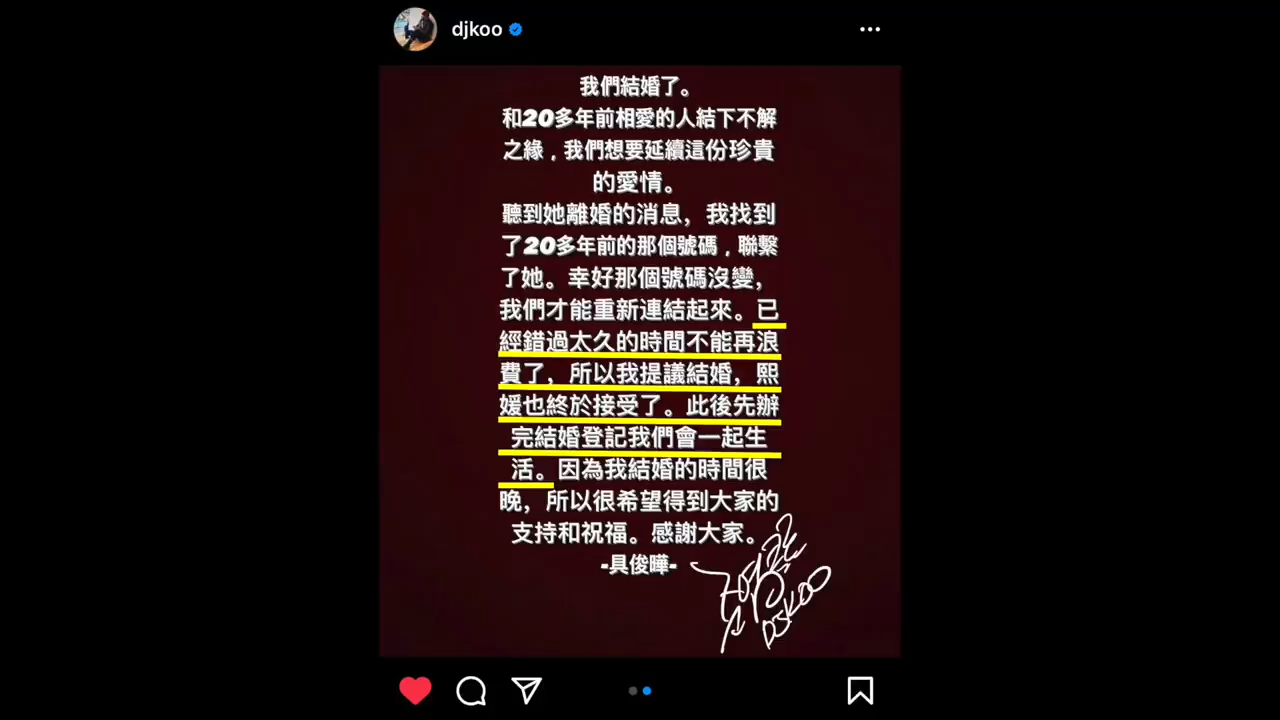 djkoo
我們結婚了。
和20多年前相愛的人結下不解
之緣，我們想要延續這份珍貴
的愛情。
聽到她離婚的消息，我找到
了20多年前的那個號碼，聯繫
了她。幸好那個號碼沒變，
我們才能重新連結起來。已
經錯過太久的時間不能再浪
費了，所以我提議結婚，熙
媛也終於接受了。此後先辦
完結婚登記我們會一起生
活。因為我結婚的時間很
晚，所以很希望得到大家的
支持和祝福。感謝大家。
-具俊曄-
DJKOO